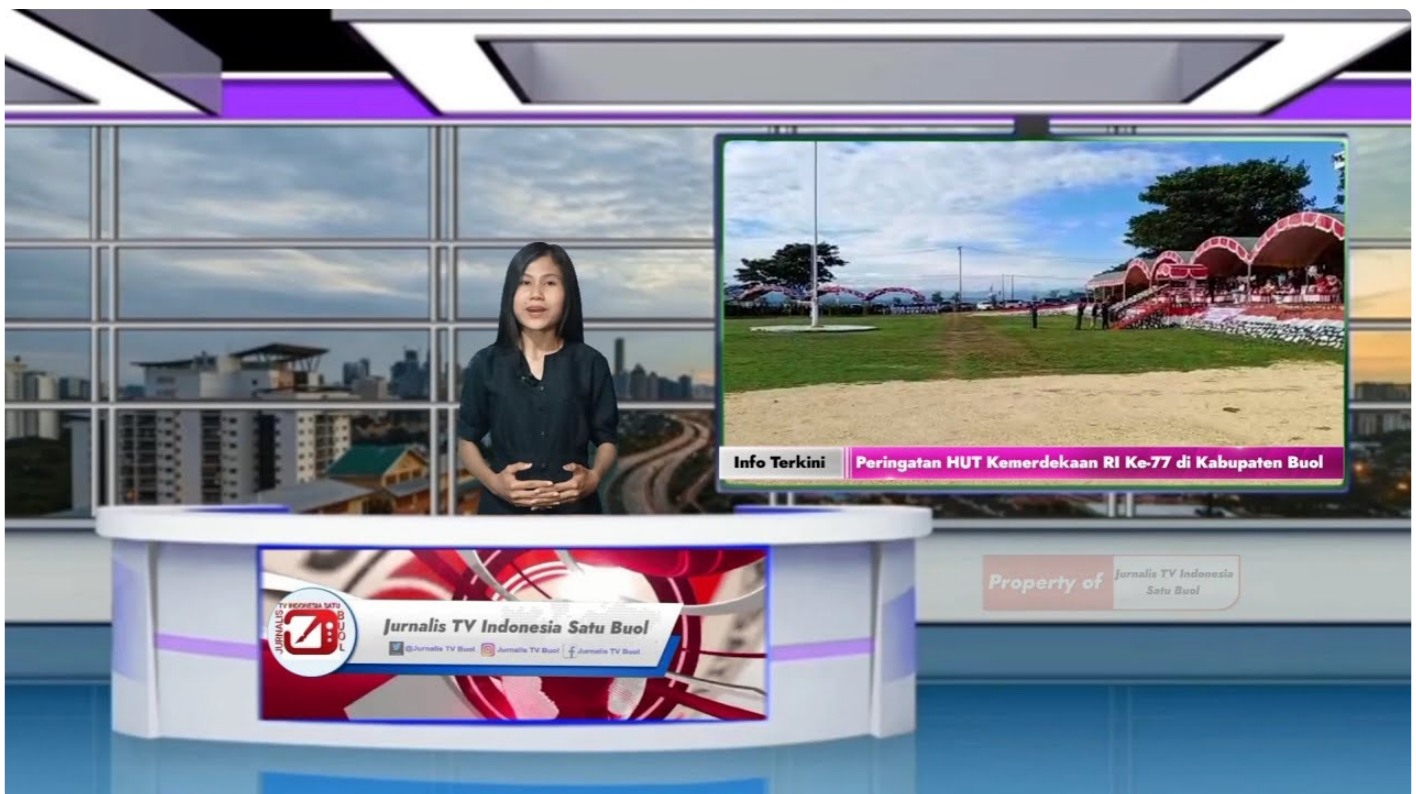 Info Terkini
Peringatan HUT Kemerdekaan RI Ke-77 di Kabupaten Buol
Property of
Jurnalis TV Indonesia
Satu Buol
TV INDONESIA SATU
JURNALIS
BUOL
Jurnalis TV Indonesia Satu Buol
@Jurnalis TV Buol
Jurnalis TV Buol
Jurnalis TV Buol